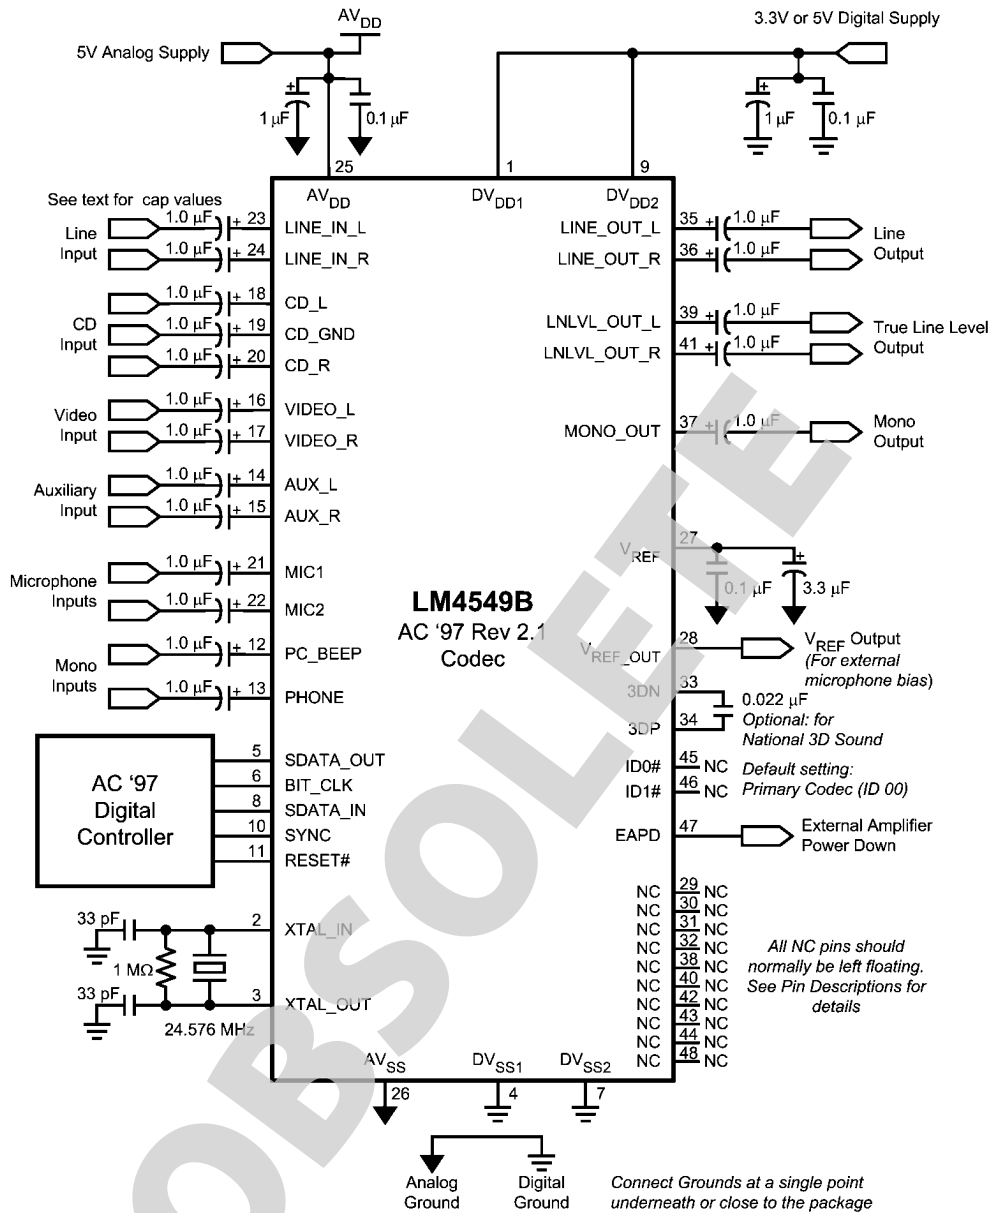 AVDD
5V Analog Supply
3.3V or 5V Digital Supply
+
1 µF
0.1 µF
+
1 µF
0.1 µF
25
1
9
AVDD
DVDD1
DVDD2
See text for cap values
Line
Input
1.0 µF + 23 LINE_IN_L
1.0 µF + 24 LINE_IN_R
CD
Input
1.0 µF + 18 CD_L
1.0 µF + 19 CD_GND
1.0 µF + 20 CD_R
Video
Input
1.0 µF + 16 VIDEO_L
1.0 µF + 17 VIDEO_R
Auxiliary
Input
1.0 µF + 14 AUX_L
1.0 µF + 15 AUX_R
Microphone
Inputs
1.0 µF + 21 MIC1
1.0 µF + 22 MIC2
Mono
Inputs
1.0 µF + 12 PC_BEEP
1.0 µF + 13 PHONE
AC ‘97
Digital
Controller
5 SDATA_OUT
6 BIT_CLK
8 SDATA_IN
10 SYNC
11 RESET#
33 pF
2 XTAL_IN
1 MΩ
33 pF
3 XTAL_OUT
24.576 MHz
LM4549B
AC ‘97 Rev 2.1
Codec
LINE_OUT_L 35 + 1.0 µF
LINE_OUT_R 36 + 1.0 µF
Line
Output
LNLVL_OUT_L 39 + 1.0 µF
LNLVL_OUT_R 41 + 1.0 µF
True Line Level
Output
MONO_OUT 37 + 1.0 µF
Mono
Output
VREF 27
0.1 µF
+
3.3 µF
VREF_OUT 28
VREF Output
(For external
microphone bias)
3DN 33
3DP 34
0.022 µF
Optional: for
National 3D Sound
ID0# 45 NC
ID1# 46 NC
Default setting:
Primary Codec (ID 00)
EAPD 47
External Amplifier
Power Down
NC 29 NC
NC 30 NC
NC 31 NC
NC 32 NC
NC 38 NC
NC 40 NC
NC 42 NC
NC 43 NC
NC 44 NC
NC 48 NC
All NC pins should
normally be left floating.
See Pin Descriptions for
details
AVSS
DVSS1
DVSS2
26
4
7
Analog
Ground
Digital
Ground
Connect Grounds at a single point
underneath or close to the package
OBSOLETE